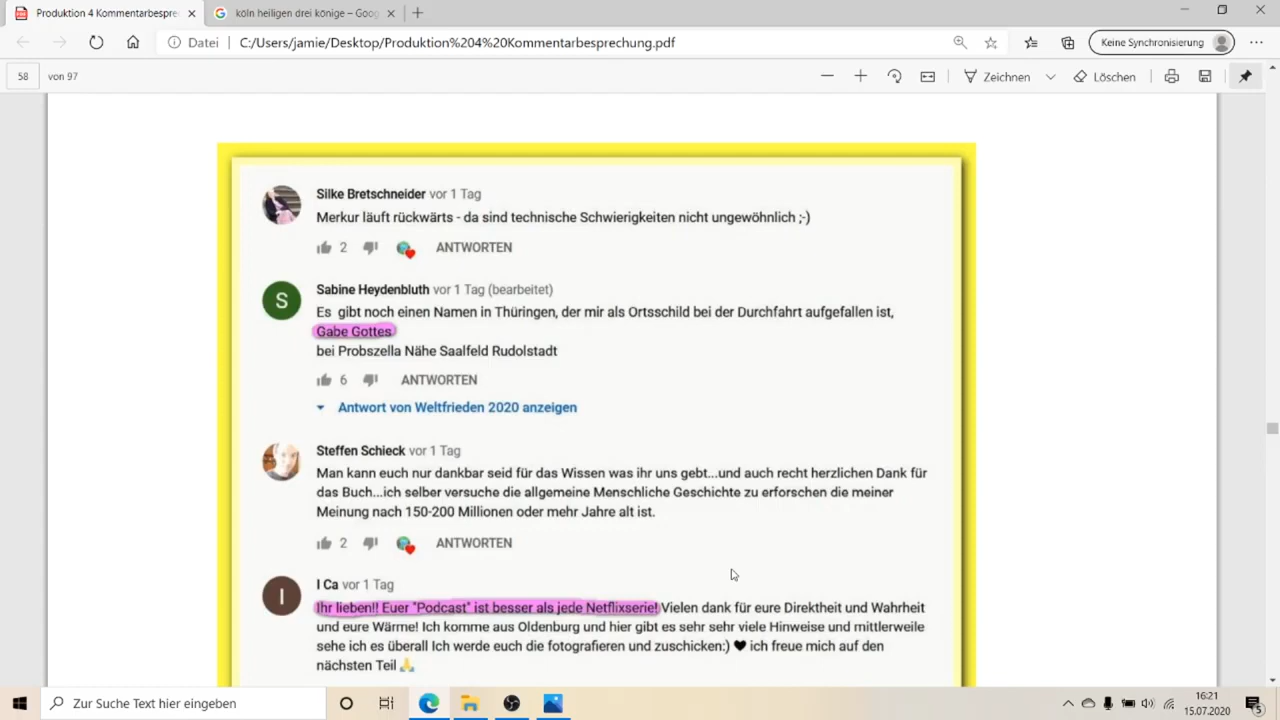 Produktion 4 Kommentarbespre
köln heiligen drei könige – Goog
Datei
C:/Users/jamie/Desktop/Produktion%204%20Kommentarbesprechung.pdf
Keine Synchronisierung
58 von 97
Zeichnen
Löschen
Silke Bretschneider vor 1 Tag
Merkur läuft rückwärts - da sind technische Schwierigkeiten nicht ungewöhnlich ;-)
2 ANTWORTEN
S
Sabine Heydenbluth vor 1 Tag (bearbeitet)
Es gibt noch einen Namen in Thüringen, der mir als Ortsschild bei der Durchfahrt aufgefallen ist,
Gabe Gottes
bei Probszella Nähe Saalfeld Rudolstadt
6 ANTWORTEN
Antwort von Weltfrieden 2020 anzeigen
Steffen Schieck vor 1 Tag
Man kann euch nur dankbar seid für das Wissen was ihr uns gebt...und auch recht herzlichen Dank für
das Buch...ich selber versuche die allgemeine Menschliche Geschichte zu erforschen die meiner
Meinung nach 150-200 Millionen oder mehr Jahre alt ist.
2 ANTWORTEN
I
I Ca vor 1 Tag
Ihr lieben!! Euer "Podcast" ist besser als jede Netflixserie! Vielen dank für eure Direktheit und Wahrheit
und eure Wärme! Ich komme aus Oldenburg und hier gibt es sehr sehr viele Hinweise und mittlerweile
sehe ich es überall Ich werde euch die fotografieren und zuschicken:) ♥ ich freue mich auf den
nächsten Teil 🙏
Zur Suche Text hier eingeben
16:21
15.07.2020
5